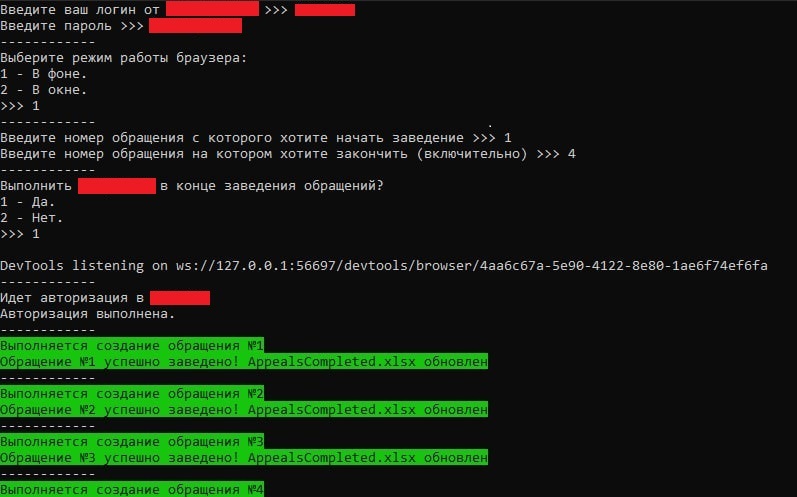 Введите ваш логин от >>>
Введите пароль >>>
------------
Выберите режим работы браузера:
1 - В фоне.
2 - В окне.
>>> 1
------------
Введите номер обращения с которого хотите начать заведение >>> 1
Введите номер обращения на котором хотите закончить (включительно) >>> 4
------------
Выполнить в конце заведения обращений?
1 - Да.
2 - Нет.
>>> 1
DevTools listening on ws://127.0.0.1:56697/devtools/browser/4aa6c67a-5e90-4122-8e80-1ae6f74ef6fa
------------
Идет авторизация в
Авторизация выполнена.
------------
Выполняется создание обращения №1
Обращение №1 успешно заведено! AppealsCompleted.xlsx обновлен
------------
Выполняется создание обращения №2
Обращение №2 успешно заведено! AppealsCompleted.xlsx обновлен
------------
Выполняется создание обращения №3
Обращение №3 успешно заведено! AppealsCompleted.xlsx обновлен
------------
Выполняется создание обращения №4